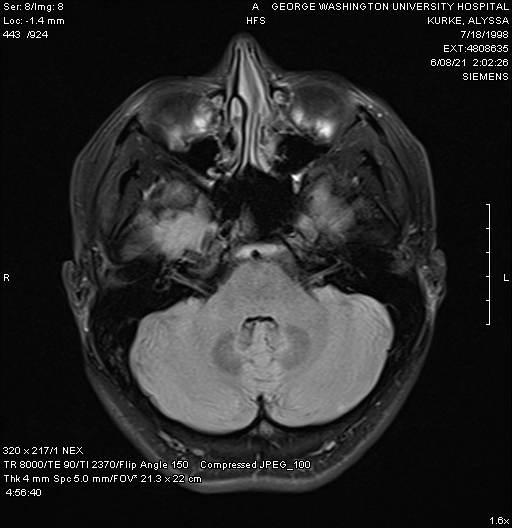 Ser: 8/Img: 8
Loc: -1.4 mm
443 /924
A GEORGE WASHINGTON UNIVERSITY HOSPITAL
HFS KURKE, ALYSSA
7/18/1998
EXT:4808635
6/08/21 2:02:26
SIEMENS
R
L
320 x 217/1 NEX
TR 8000/TE 90/TI 2370/Flip Angle 150 Compressed JPEG_100
Thk 4 mm Spc 5.0 mm/FOV* 21.3 x 22 cm
4:56:40
1.6x